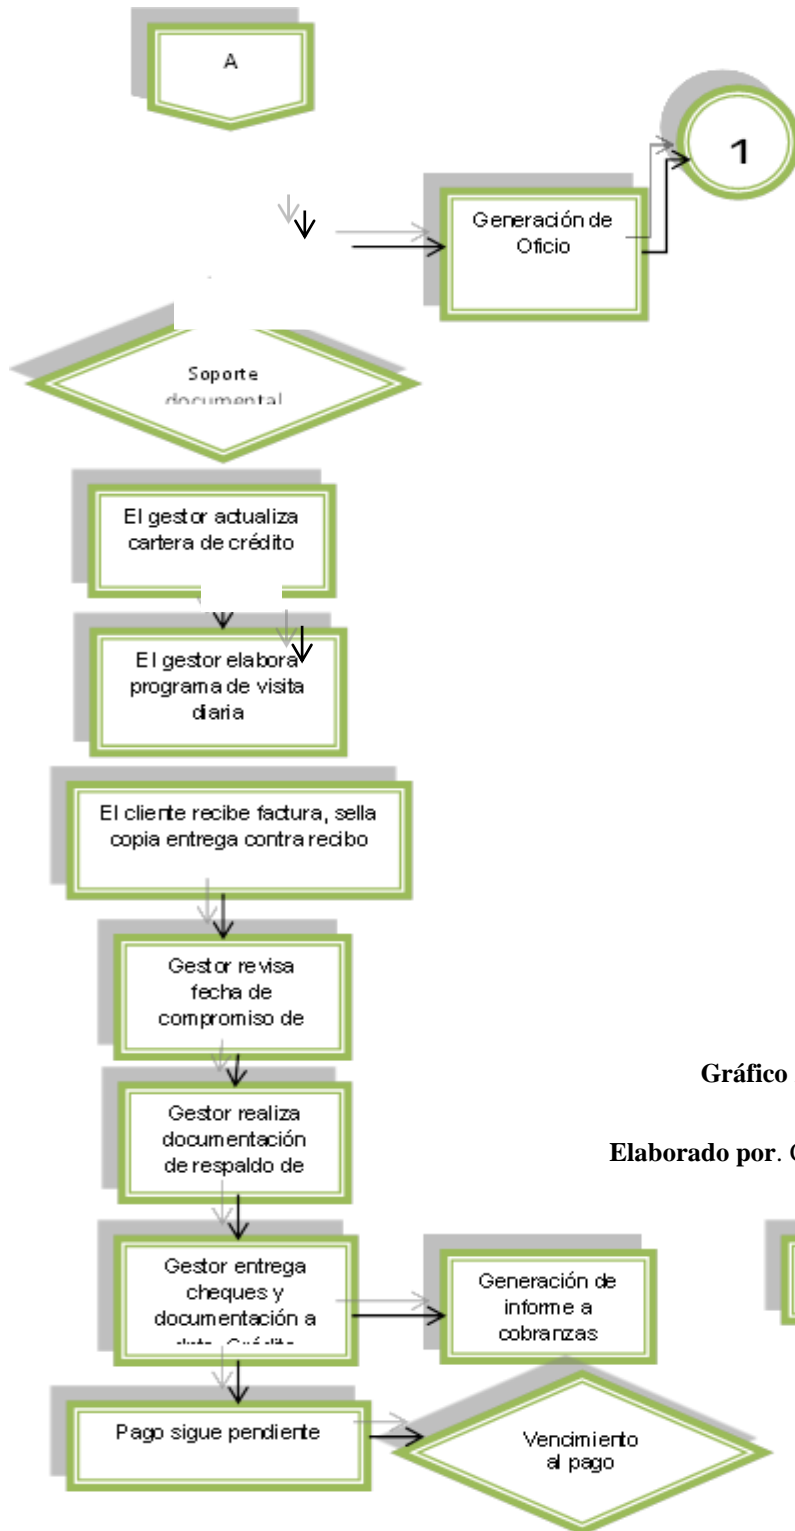 A
1
Generación de
Oficio
Soporte
documental
El gestor actualiza
cartera de crédito
El gestor elabora
programa de visita
diaria
El cliente recibe factura, sella
copia entrega contra recibo
Gestor revisa
fecha de
compromiso de
Gráfico
Gestor realiza
documentación
de respaldo de
Elaborado por.
Gestor entrega
cheques y
documentación a
Crédito
Generación de
informe a
cobranzas
Pago sigue pendiente
Vencimiento
al pago